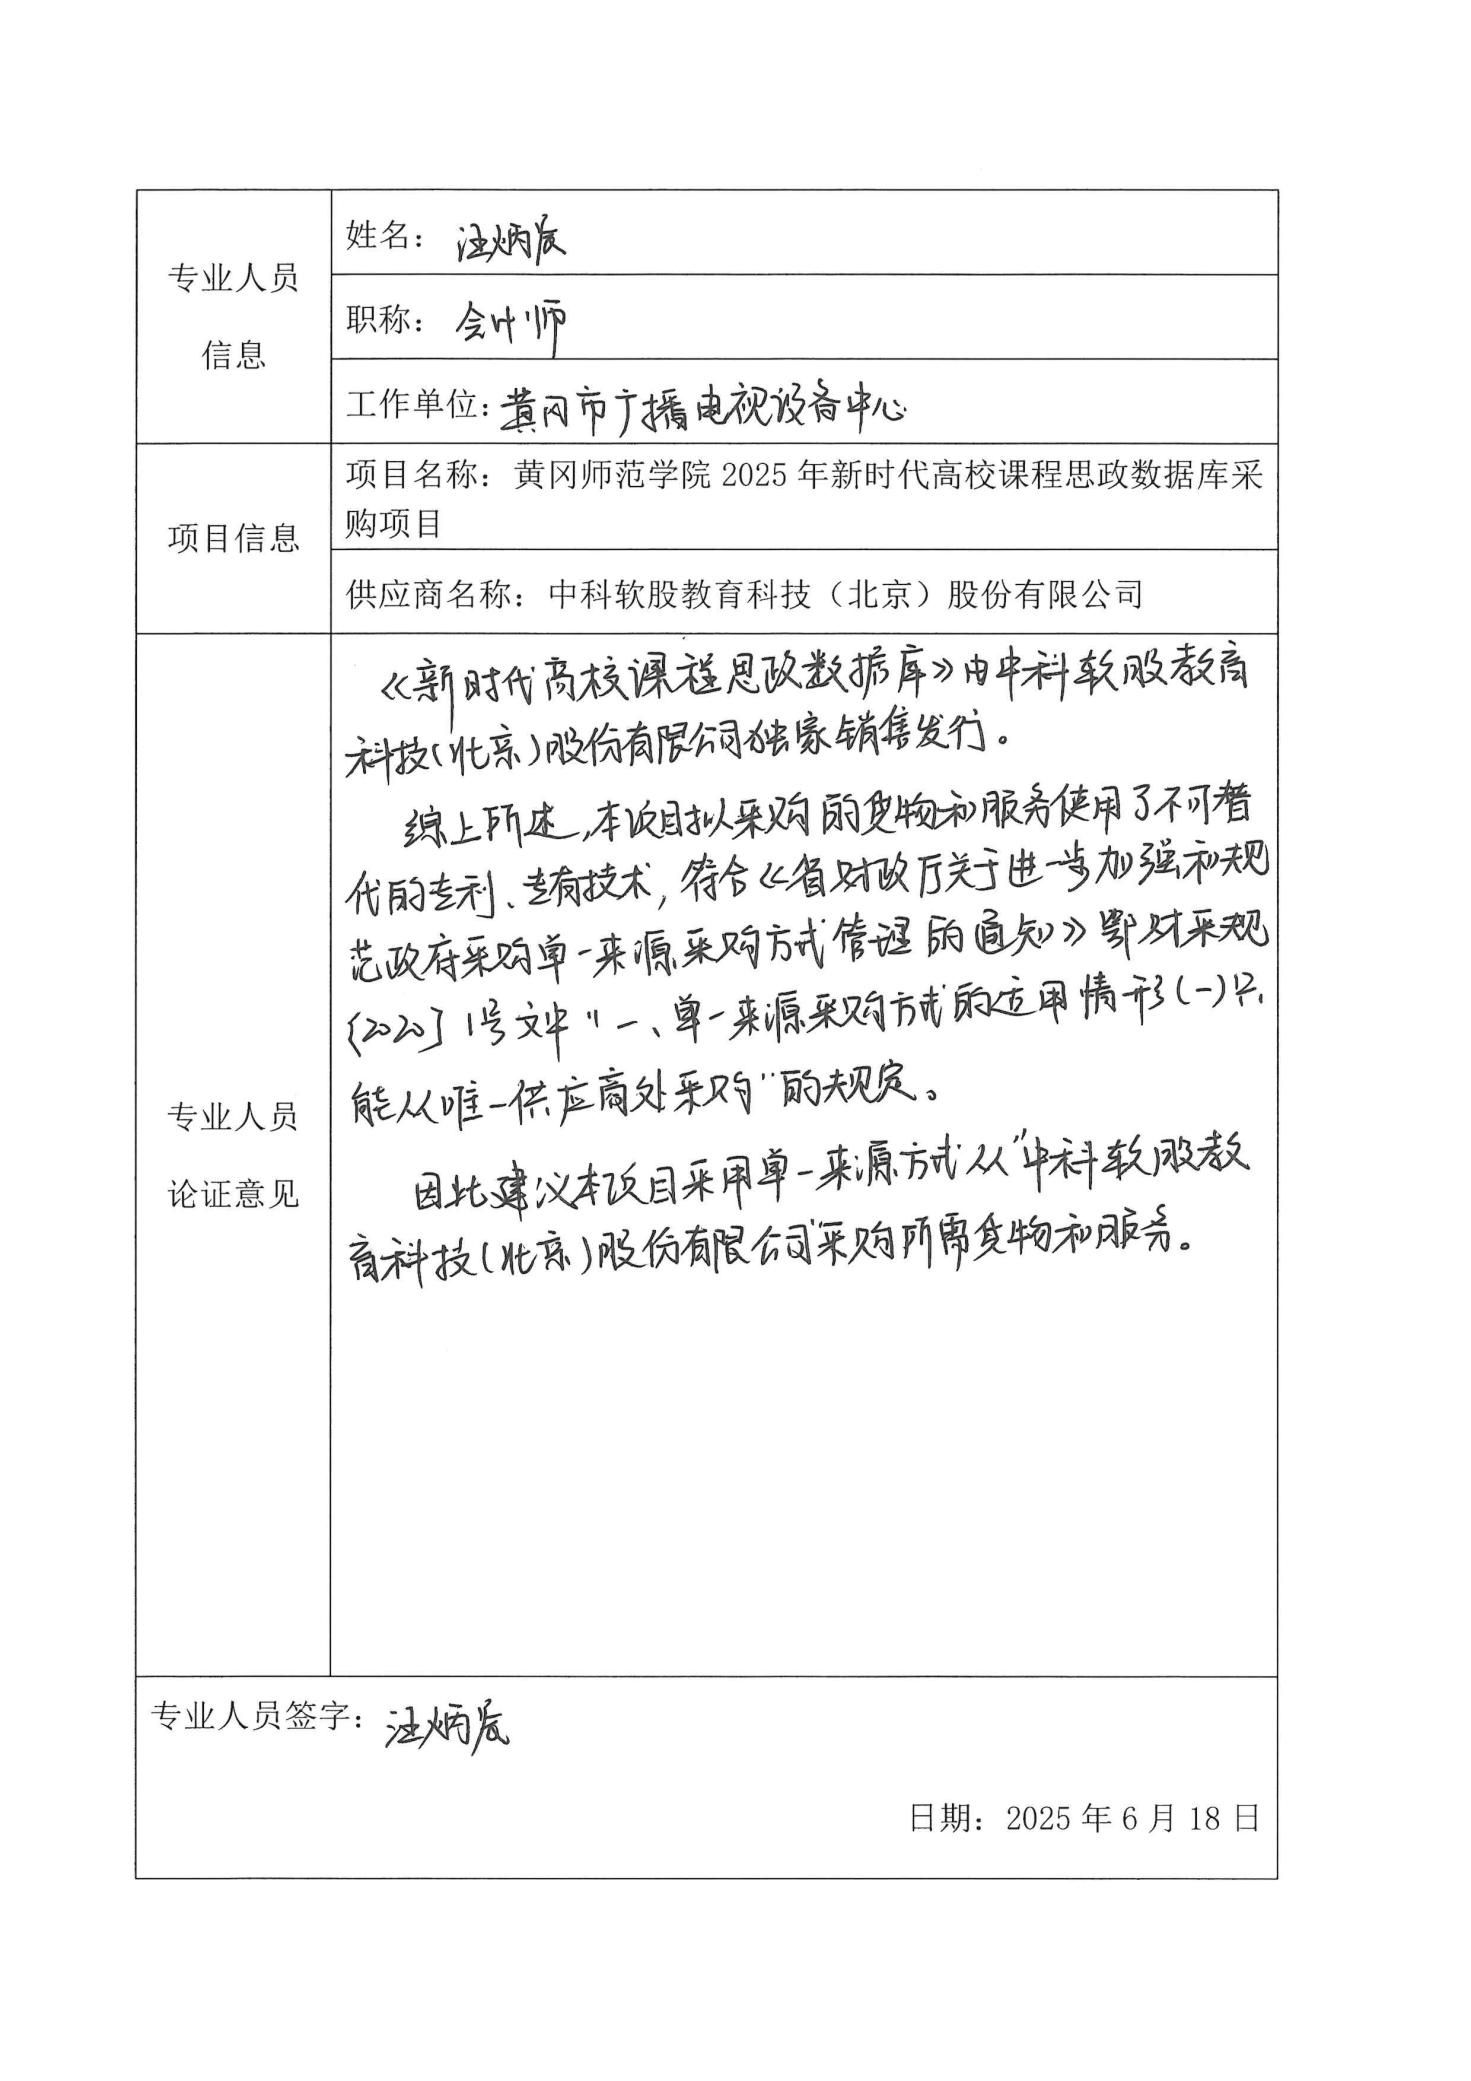 专业人员
信息
姓名：汪炳辰
职称：会计师
工作单位：黄冈市广播电视设备中心
项目信息
项目名称：黄冈师范学院 2025 年新时代高校课程思政数据库采
购项目
供应商名称：中科软股教育科技（北京）股份有限公司
专业人员
论证意见
《新时代高校课程思政数据库》由中科软股教育
科技（北京）股份有限公司独家销售发行。
综上所述，本项目拟采购的货物和服务使用了不可替
代的专利、专有技术，符合《省财政厅关于进一步加强和规
范政府采购单一来源采购方式管理的通知》鄂财采规
〔2020〕1号文中“一、单一来源采购方式的适用情形（一）只
能从唯一供应商处采购”的规定。
因此建议本项目采用单一来源方式从“中科软股教
育科技（北京）股份有限公司”采购所需货物和服务。
专业人员签字：汪炳辰
日期：2025 年 6 月 18 日